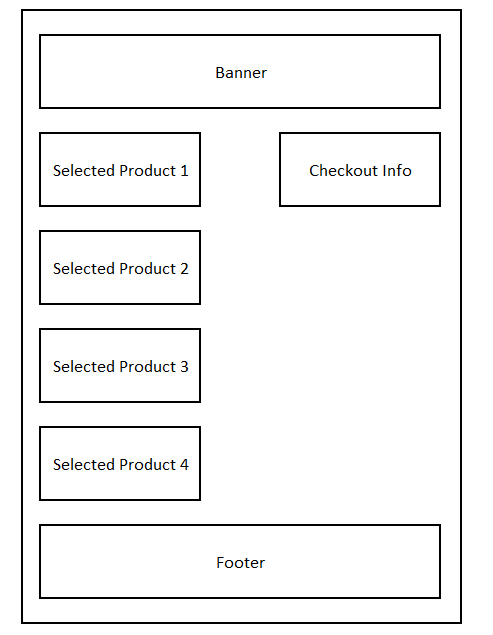 Banner
Selected Product 1
Checkout Info
Selected Product 2
Selected Product 3
Selected Product 4
Footer